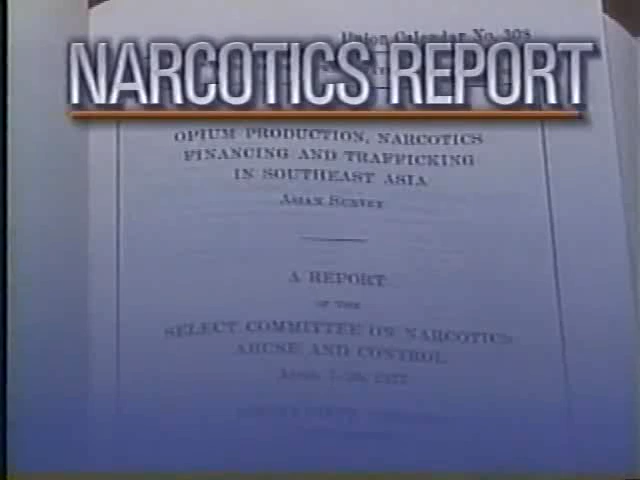 Union Calendar No. 308
NARCOTICS REPORT
OPIUM PRODUCTION, NARCOTICS
FINANCING AND TRAFFICKING
IN SOUTHEAST ASIA
ASIAN SURVEY
A REPORT
OF THE
SELECT COMMITTEE ON NARCOTICS
ABUSE AND CONTROL
1977